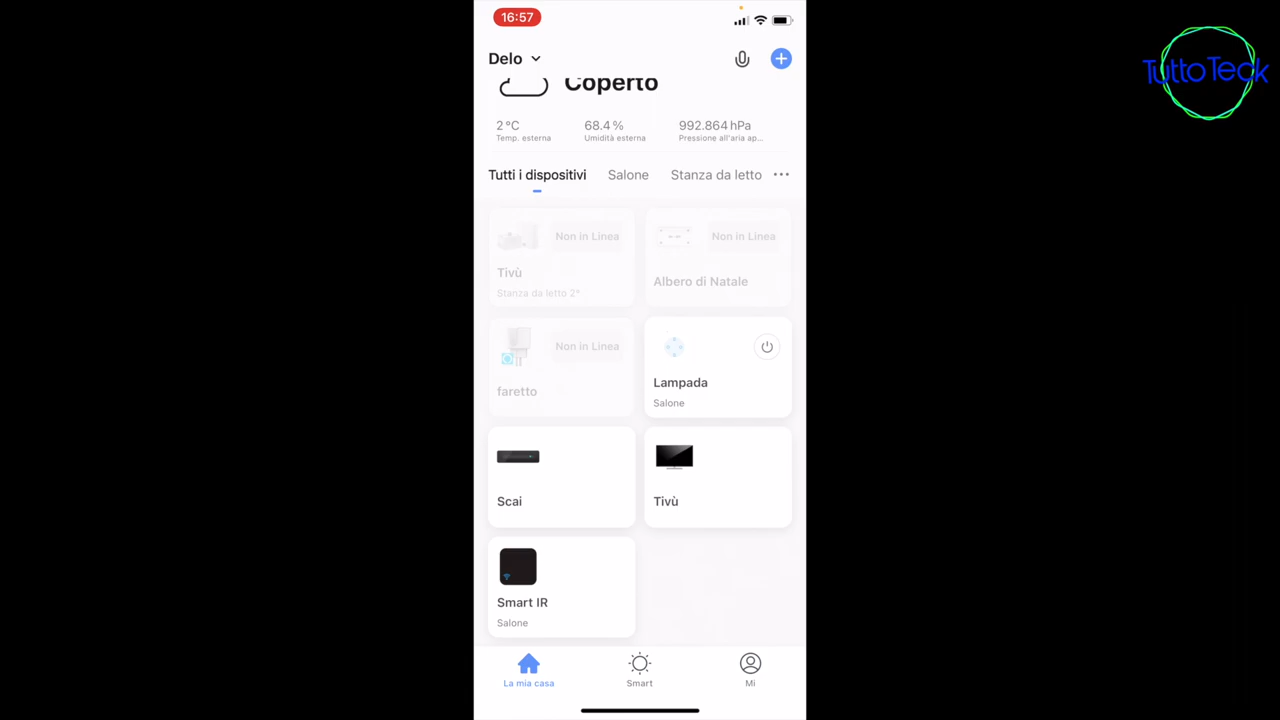 16:57
TuttoTeck
Delo
Coperto
2 °C 68.4 % 992.864 hPa
Temp. esterna Umidità esterna Pressione all'aria ap...
Tutti i dispositivi Salone Stanza da letto ...
Non in Linea Non in Linea
Tivù Albero di Natale
Stanza da letto 2°
Non in Linea
faretto Lampada
Salone
Scai Tivù
Smart IR
Salone
La mia casa Smart Mi